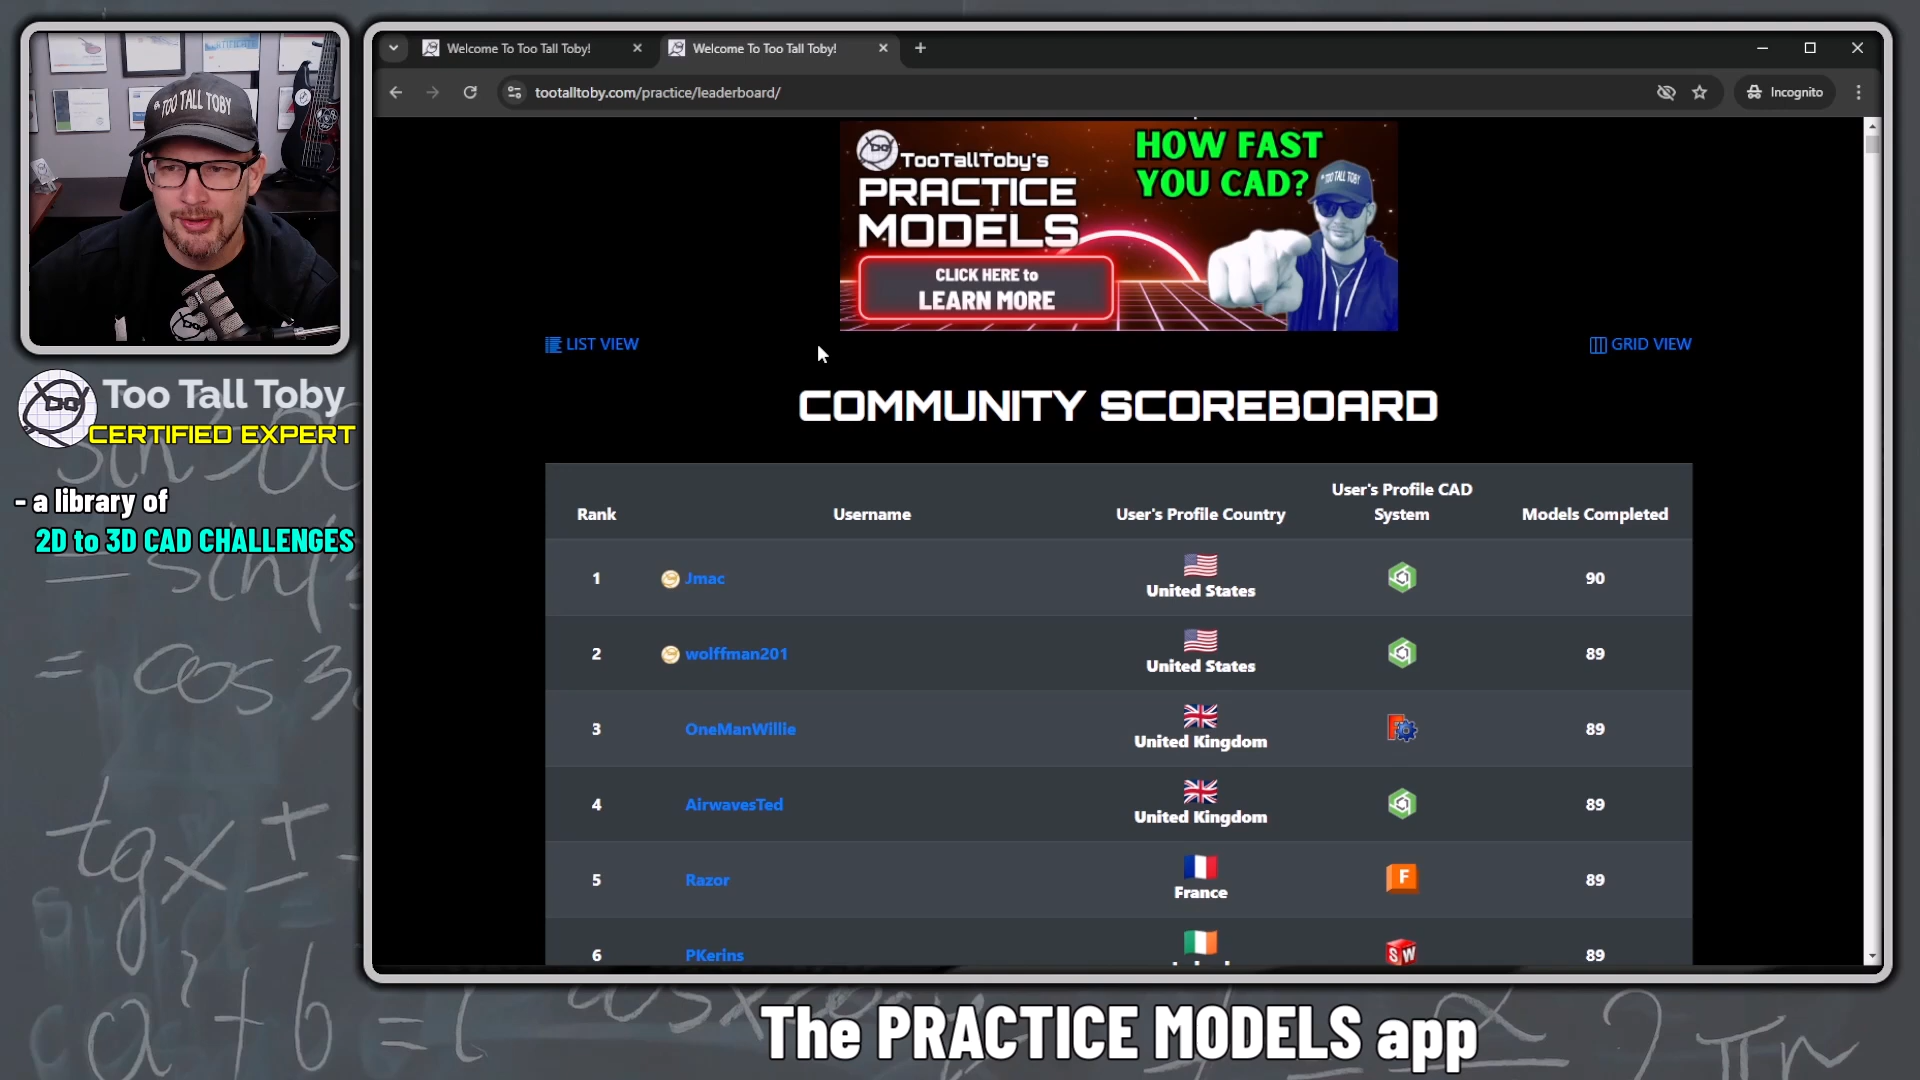 Welcome To Too Tall Toby!
Welcome To Too Tall Toby!
tootalltoby.com/practice/leaderboard/
Incognito
TOO TALL TOBY
TooTallToby's
PRACTICE
MODELS
CLICK HERE to
LEARN MORE
HOW FAST
YOU CAD?
TOO TALL TOBY
LIST VIEW
GRID VIEW
Too Tall Toby
CERTIFIED EXPERT
- a library of
2D to 3D CAD CHALLENGES
COMMUNITY SCOREBOARD
Rank Username User's Profile Country User's Profile CAD System Models Completed
1 Jmac United States 90
2 wolffman201 United States 89
3 OneManWillie United Kingdom 89
4 AirwavesTed United Kingdom 89
5 Razor France F 89
6 PKerins SW 89
The PRACTICE MODELS app